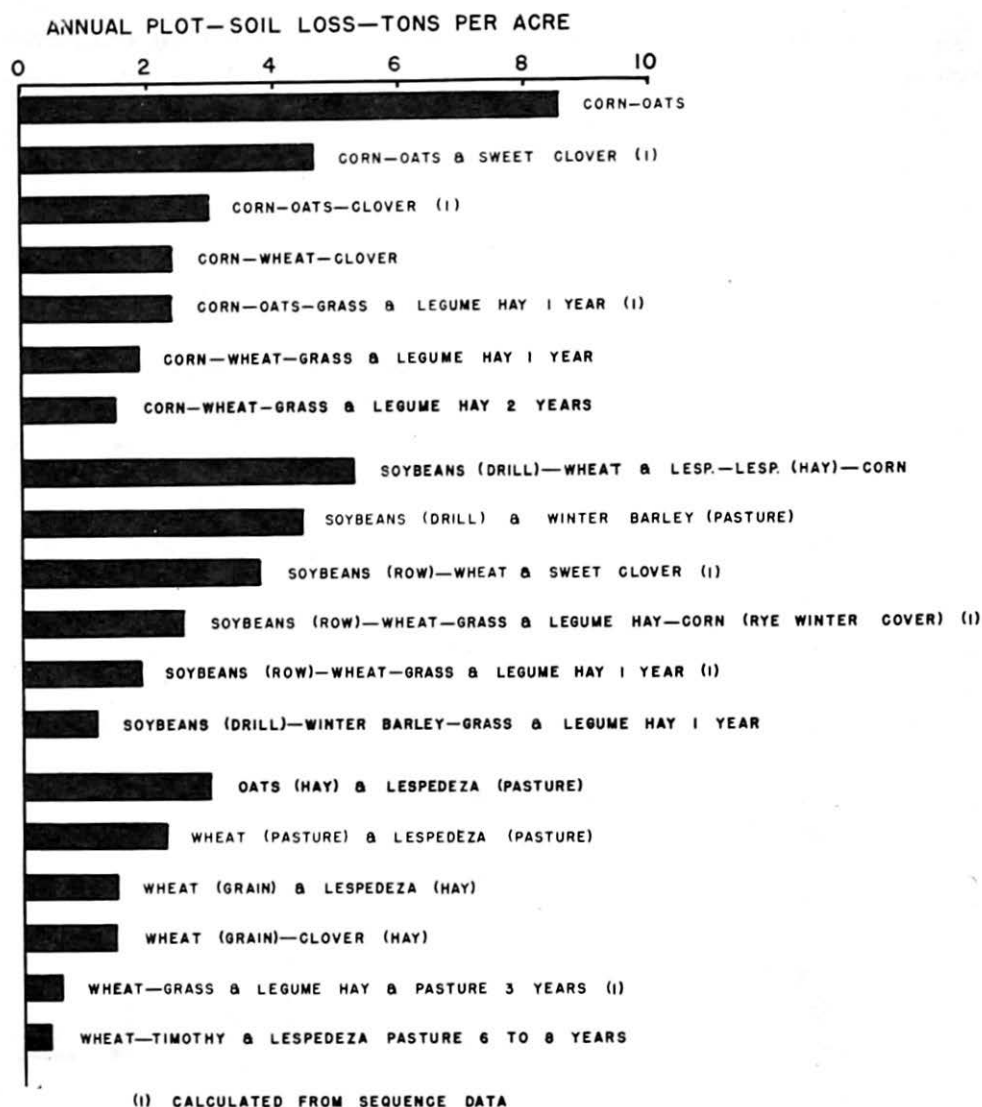 ANNUAL PLOT—SOIL LOSS—TONS PER ACRE
0 2 4 6 8 10
CORN—OATS
CORN—OATS & SWEET CLOVER (1)
CORN—OATS—CLOVER (1)
CORN—WHEAT—CLOVER
CORN—OATS—GRASS & LEGUME HAY 1 YEAR (1)
CORN—WHEAT—GRASS & LEGUME HAY 1 YEAR
CORN—WHEAT—GRASS & LEGUME HAY 2 YEARS
SOYBEANS (DRILL)—WHEAT & LESP.—LESP. (HAY)—CORN
SOYBEANS (DRILL) & WINTER BARLEY (PASTURE)
SOYBEANS (ROW)—WHEAT & SWEET CLOVER (1)
SOYBEANS (ROW)—WHEAT—GRASS & LEGUME HAY—CORN (RYE WINTER COVER) (1)
SOYBEANS (ROW)—WHEAT—GRASS & LEGUME HAY 1 YEAR (1)
SOYBEANS (DRILL)—WINTER BARLEY—GRASS & LEGUME HAY 1 YEAR
OATS (HAY) & LESPEDEZA (PASTURE)
WHEAT (PASTURE) & LESPEDEZA (PASTURE)
WHEAT (GRAIN) & LESPEDEZA (HAY)
WHEAT (GRAIN)—CLOVER (HAY)
WHEAT—GRASS & LEGUME HAY & PASTURE 3 YEARS (1)
WHEAT—TIMOTHY & LESPEDEZA PASTURE 6 TO 8 YEARS
(1) CALCULATED FROM SEQUENCE DATA